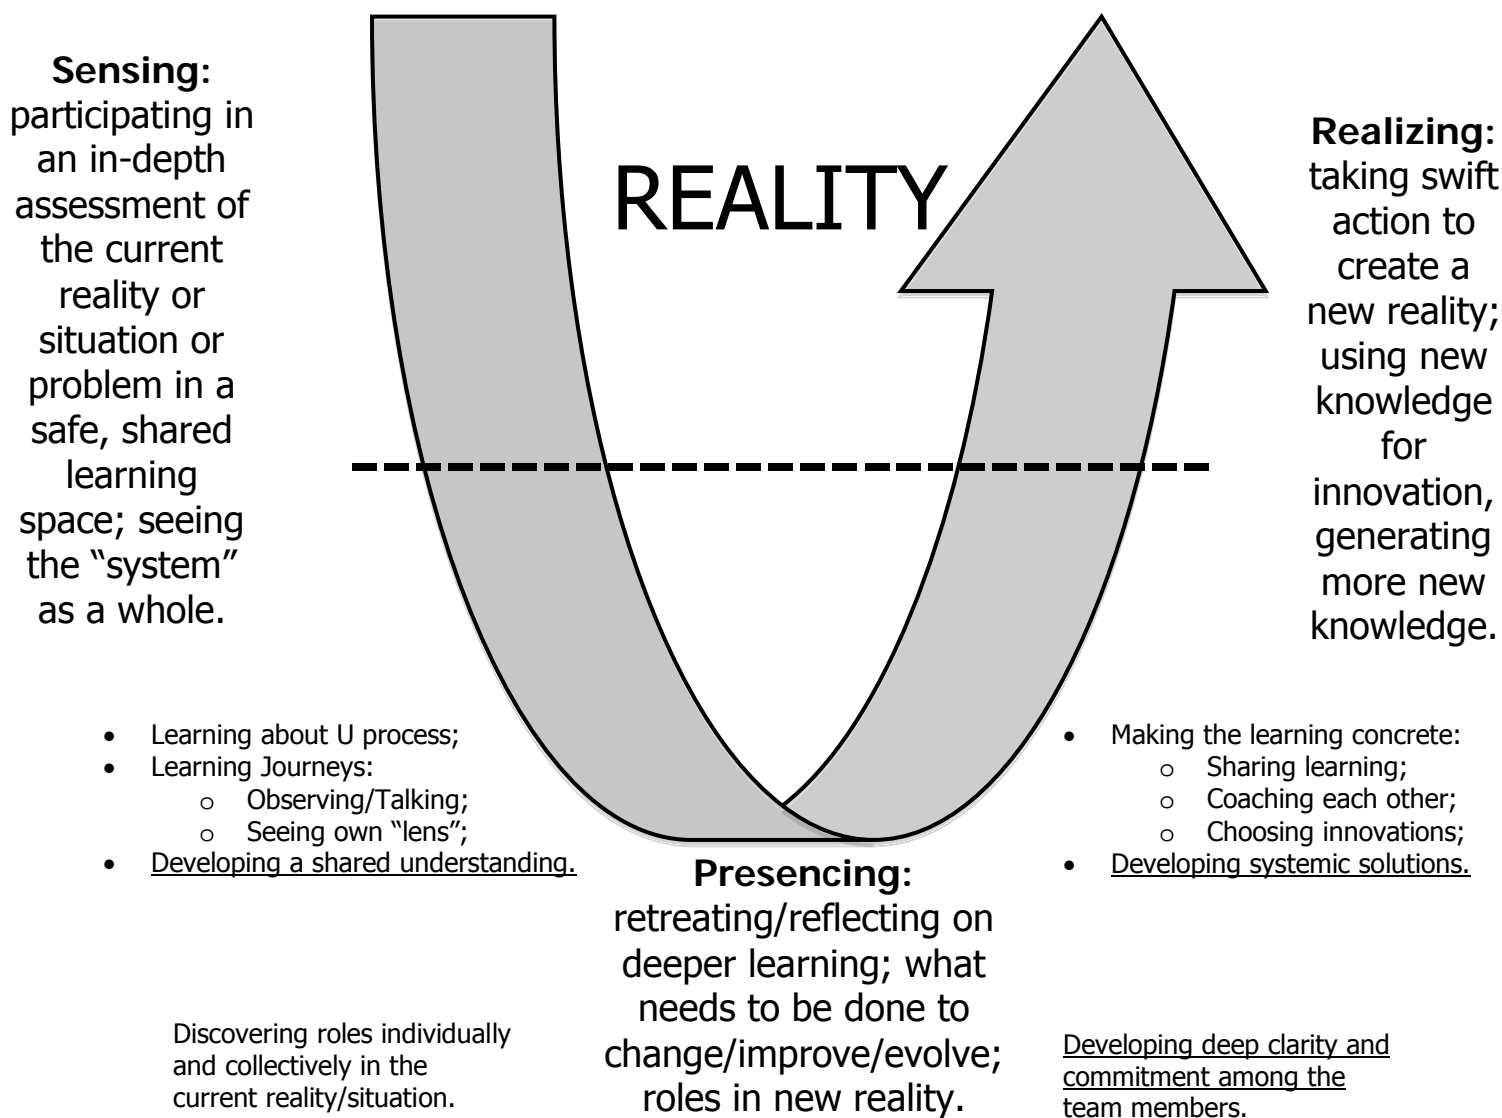 Sensing:
participating in
an in-depth
assessment of
the current
reality or
situation or
problem in a
safe, shared
learning
space; seeing
the “system”
as a whole.
REALITY
Realizing:
taking swift
action to
create a
new reality;
using new
knowledge
for
innovation,
generating
more new
knowledge.
• Learning about U process;
• Learning Journeys:
o Observing/Talking;
o Seeing own “lens”;
• Developing a shared understanding.
• Making the learning concrete:
o Sharing learning;
o Coaching each other;
o Choosing innovations;
• Developing systemic solutions.
Presencing:
retreating/reflecting on
deeper learning; what
needs to be done to
change/improve/evolve;
roles in new reality.
Discovering roles individually
and collectively in the
current reality/situation.
Developing deep clarity and
commitment among the
team members.